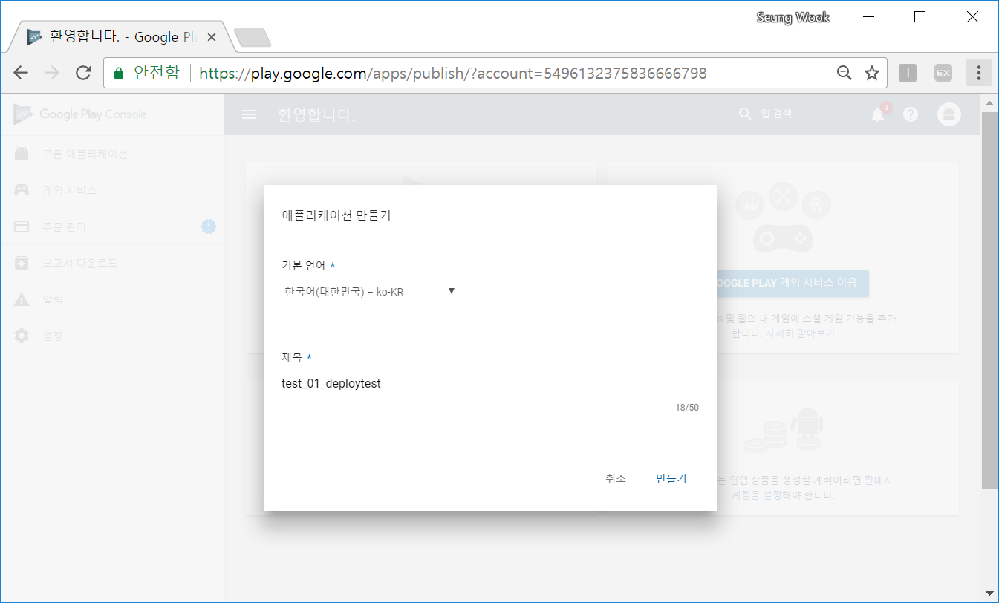 Seung Wook
환영합니다. - Google Pl
안전함 https://play.google.com/apps/publish/?account=5496132375836666798
I EX
Google Play Console
환영합니다.
앱 검색
3
모든 애플리케이션
게임 서비스
주문 관리
보고서 다운로드
알림
설정
애플리케이션 만들기
기본 언어 *
한국어(대한민국) – ko-KR
제목 *
test_01_deploytest
18/50
취소 만들기
OOGLE PLAY 게임 서비스 이용
S 및 웹의 내 게임에 소셜 게임 기능을 추가
합니다. 자세히 알아보기
는 인앱 상품을 생성할 계획이라면 판매자
계정을 설정해야 합니다.